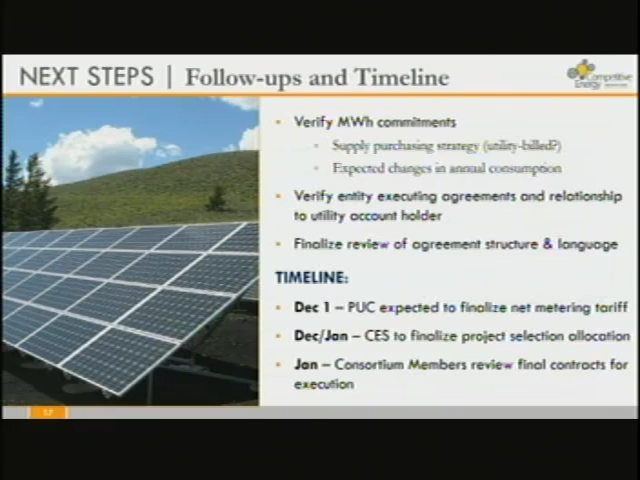 NEXT STEPS | Follow-ups and Timeline
Competitive
Energy
Verify MWh commitments
Supply purchasing strategy (utility-billed?)
Expected changes in annual consumption
Verify entity executing agreements and relationship
to utility account holder
Finalize review of agreement structure & language
TIMELINE:
Dec 1 – PUC expected to finalize net metering tariff
Dec/Jan – CES to finalize project selection allocation
Jan – Consortium Members review final contracts for
execution
17